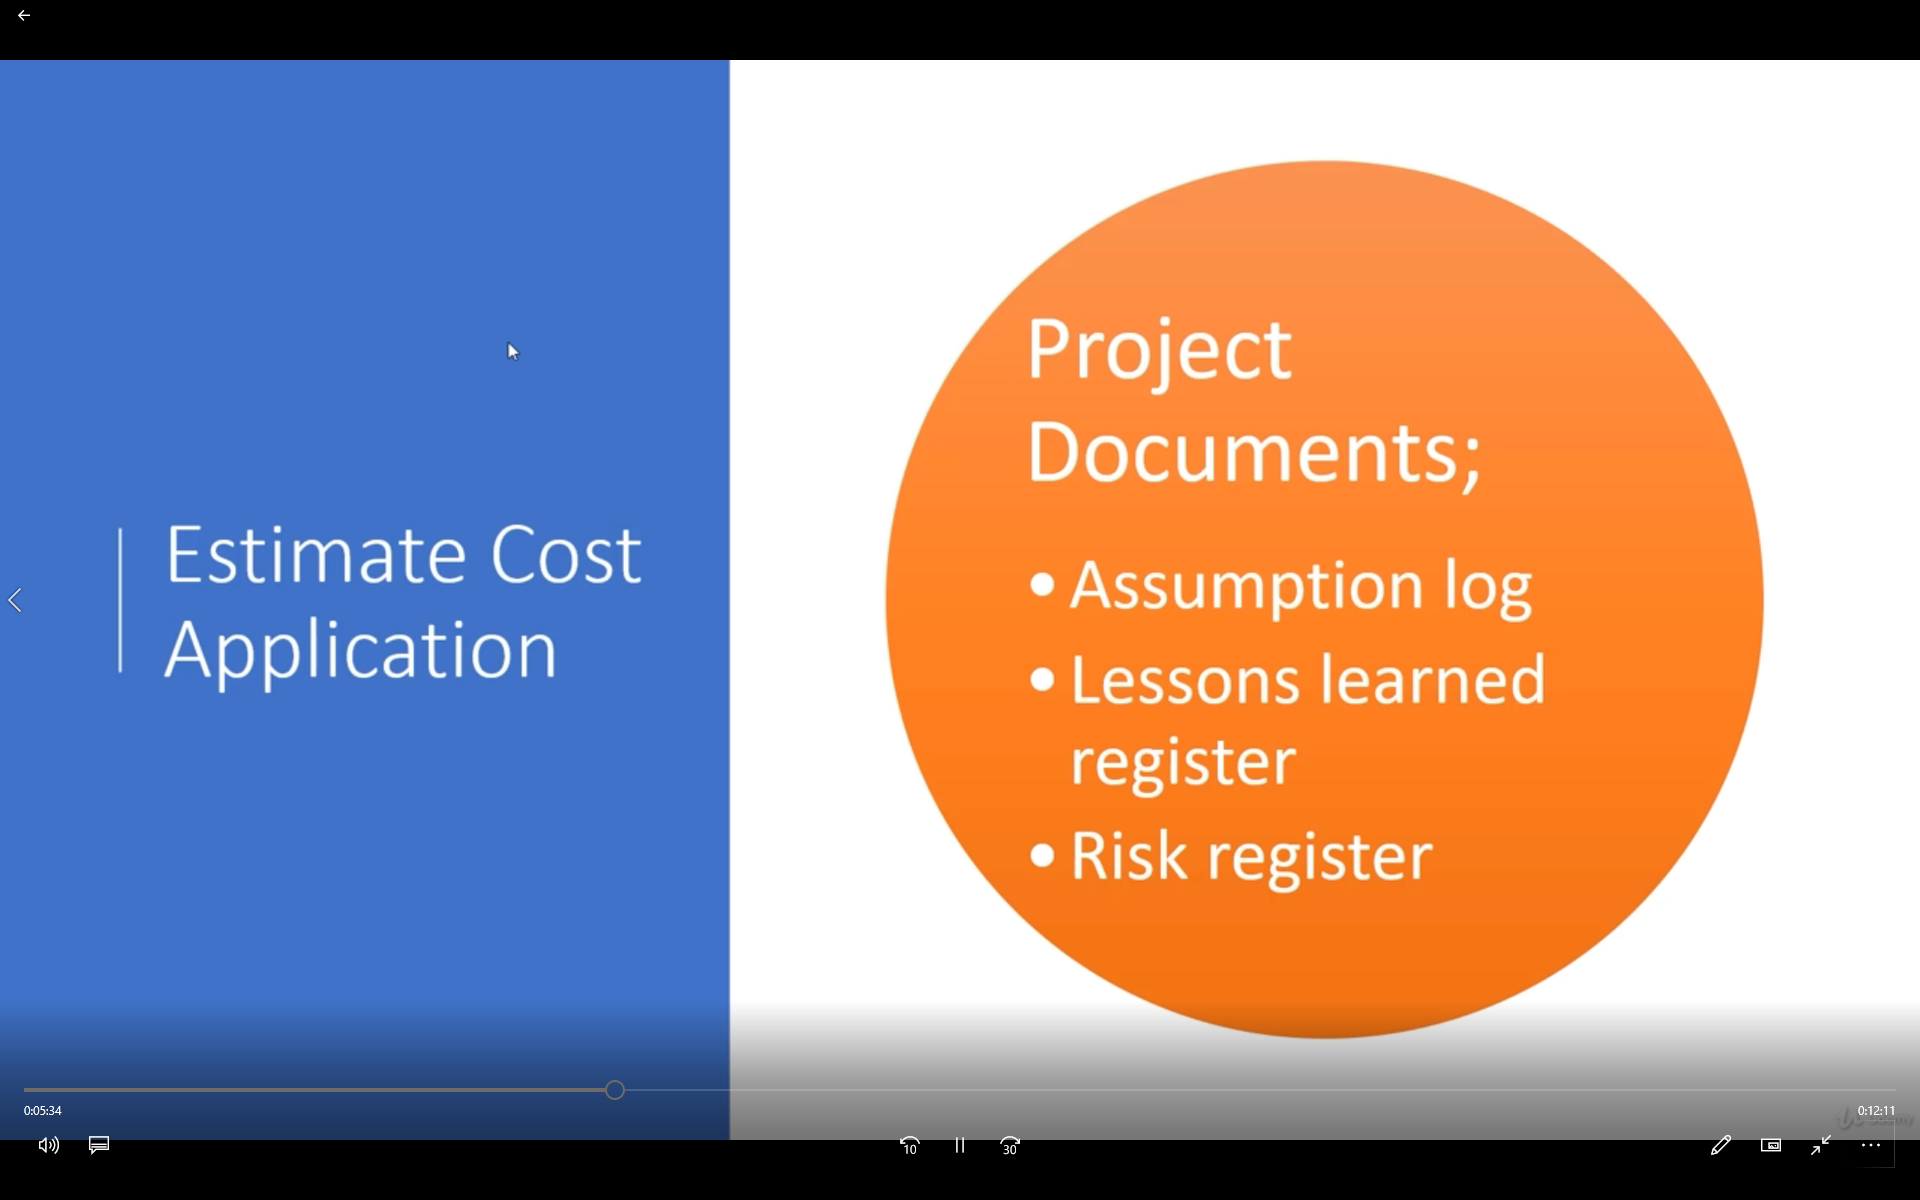 Estimate Cost
Application
Project
Documents;
• Assumption log
• Lessons learned
register
• Risk register
0:05:34
0:12:11
10
30